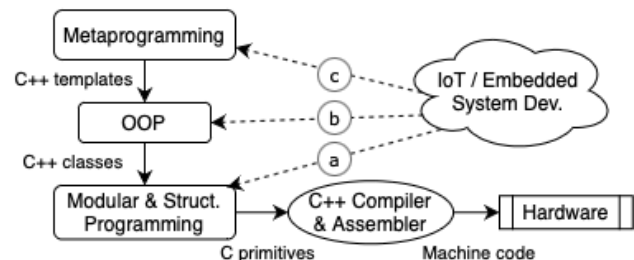 Metaprogramming
C++ templates
c
IoT / Embedded
System Dev.
OOP
b
C++ classes
a
Modular & Struct.
Programming
C++ Compiler
& Assembler
Hardware
C primitives
Machine code